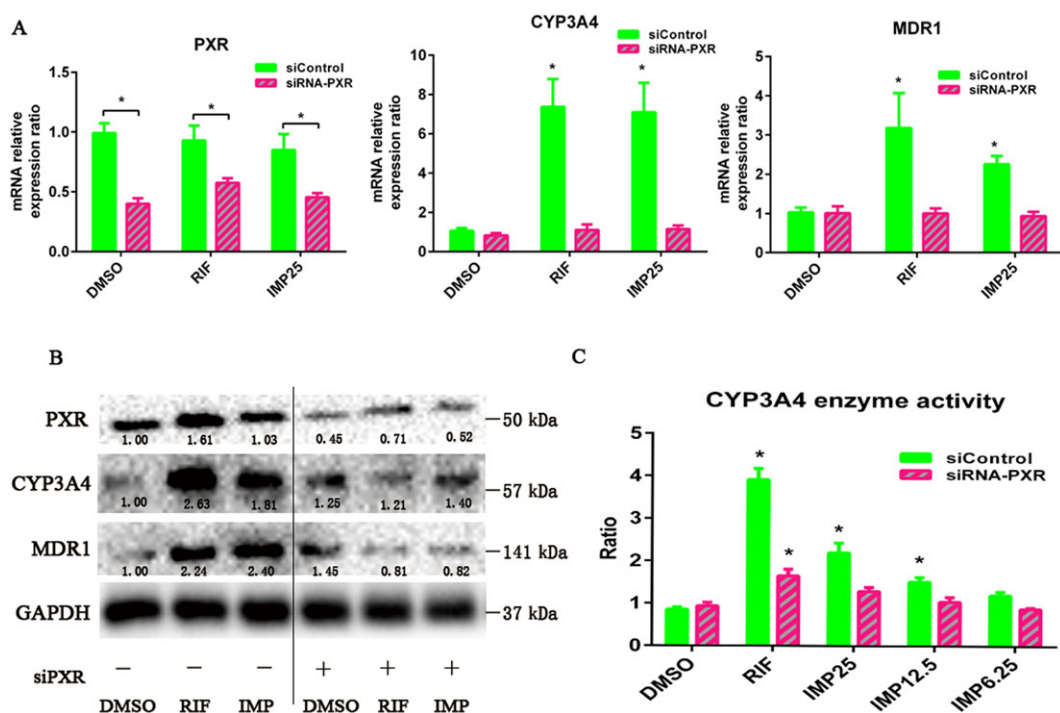 A
PXR
siControl
siRNA-PXR
mRNA relative
expression ratio
1.5
1.0
0.5
0.0
* * *
DMSO RIF IMP25
CYP3A4
siControl
siRNA-PXR
mRNA relative
expression ratio
10
8
6
4
2
0
* *
DMSO RIF IMP25
MDR1
siControl
siRNA-PXR
mRNA relative
expression ratio
5
4
3
2
1
0
* *
DMSO RIF IMP25
B
PXR 50 kDa
1.00 1.61 1.03 0.45 0.71 0.52
CYP3A4 57 kDa
1.00 2.63 1.81 1.25 1.21 1.40
MDR1 141 kDa
1.00 2.24 2.40 1.45 0.81 0.82
GAPDH 37 kDa
siPXR − − − + + +
DMSO RIF IMP DMSO RIF IMP
C
CYP3A4 enzyme activity
siControl
siRNA-PXR
Ratio
5
4
3
2
1
0
* * * *
DMSO RIF IMP25 IMP12.5 IMP6.25